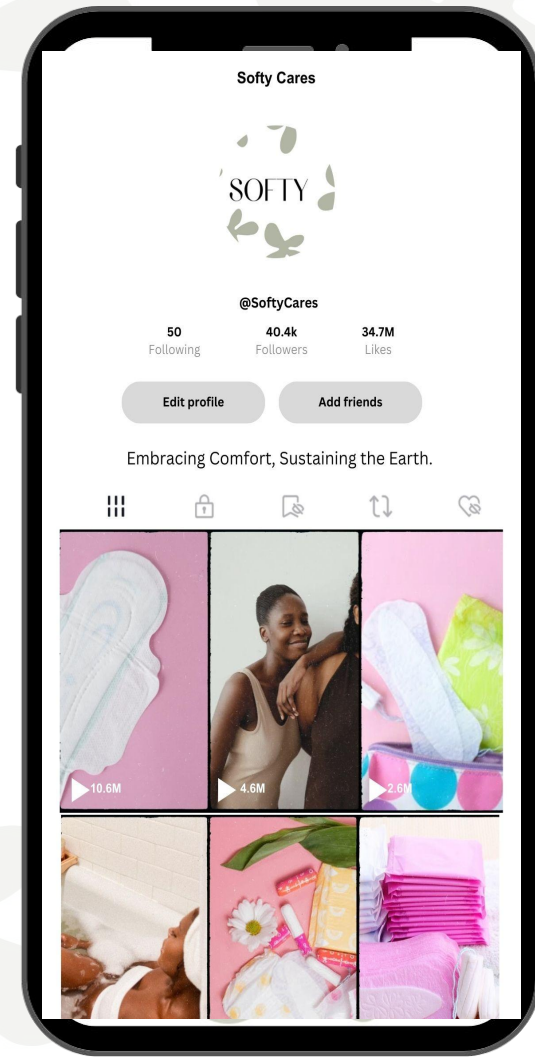 Softy Cares
SOFTY
@SoftyCares
50 40.4k 34.7M
Following Followers Likes
Edit profile Add friends
Embracing Comfort, Sustaining the Earth.
10.6M 4.6M 2.6M